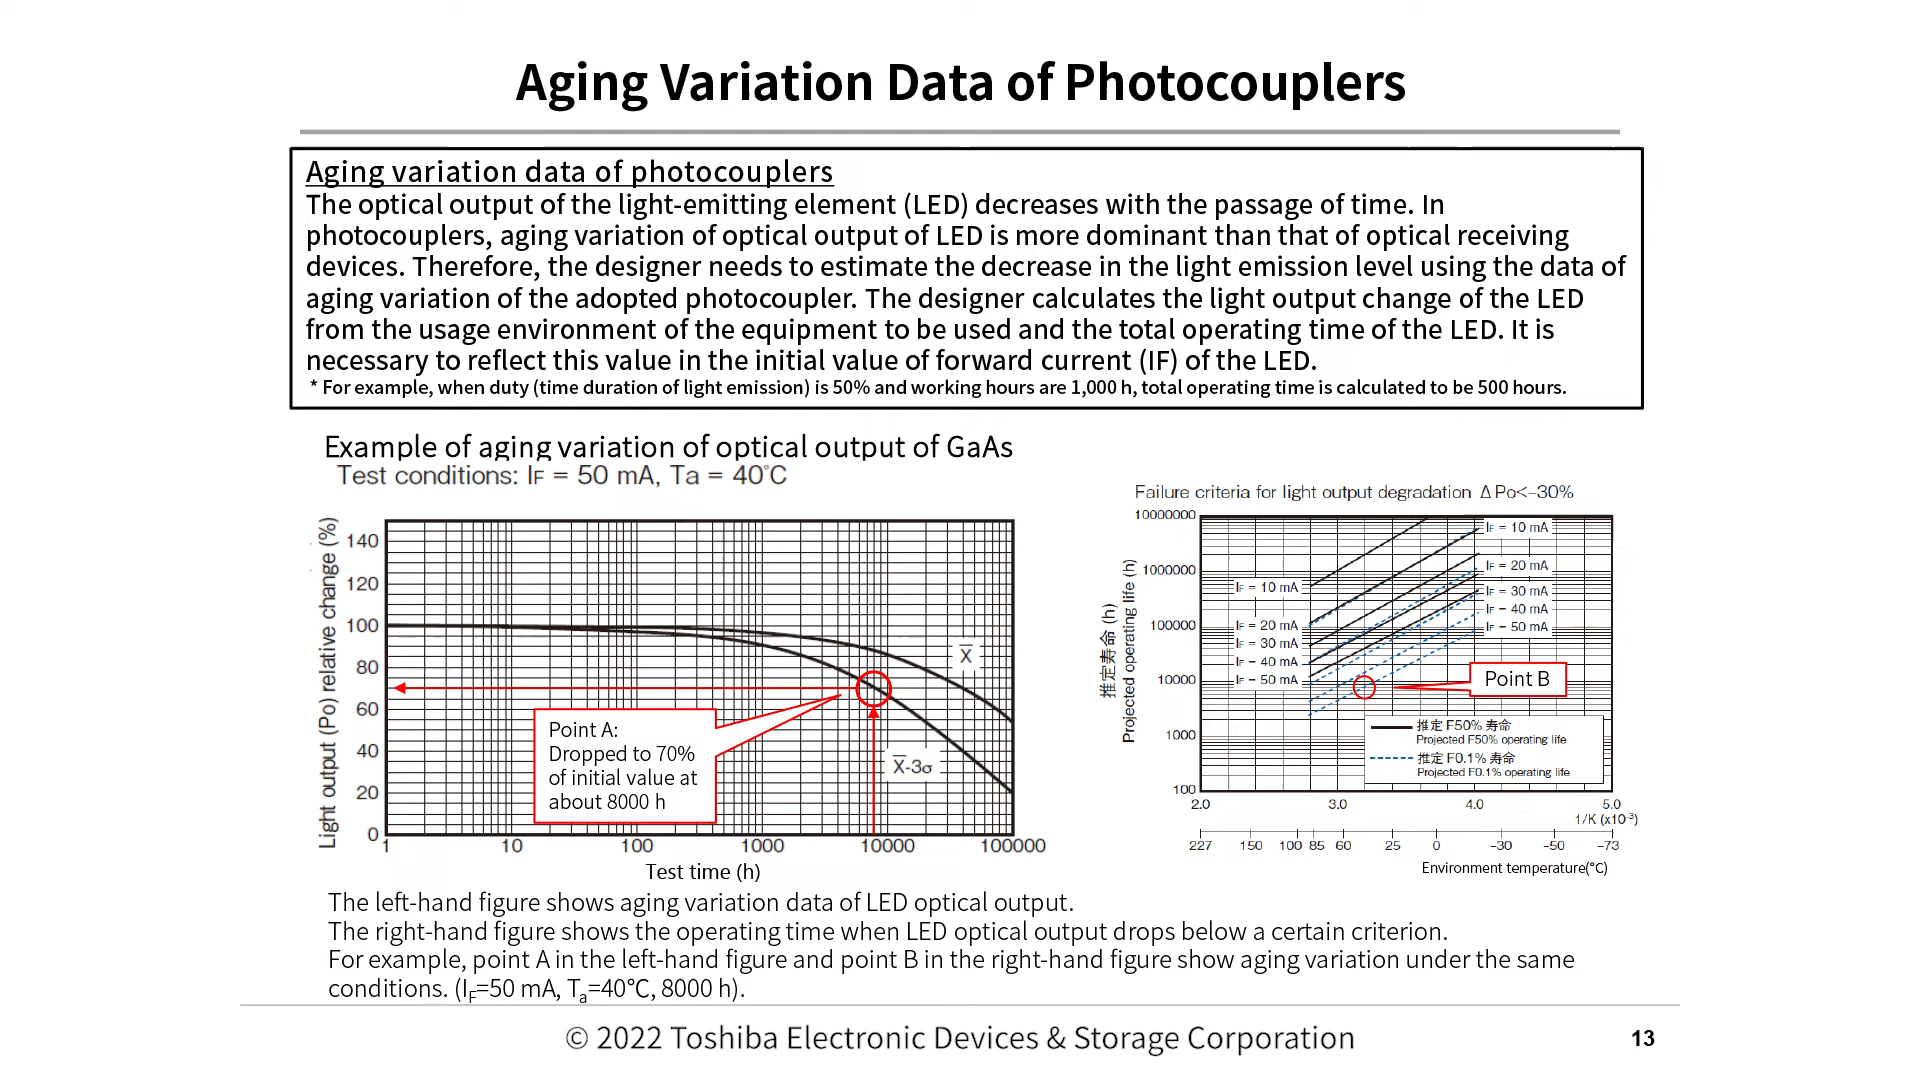 Aging Variation Data of Photocouplers
Aging variation data of photocouplers
The optical output of the light-emitting element (LED) decreases with the passage of time. In
photocouplers, aging variation of optical output of LED is more dominant than that of optical receiving
devices. Therefore, the designer needs to estimate the decrease in the light emission level using the data of
aging variation of the adopted photocoupler. The designer calculates the light output change of the LED
from the usage environment of the equipment to be used and the total operating time of the LED. It is
necessary to reflect this value in the initial value of forward current (IF) of the LED.
* For example, when duty (time duration of light emission) is 50% and working hours are 1,000 h, total operating time is calculated to be 500 hours.
Example of aging variation of optical output of GaAs
Test conditions: IF = 50 mA, Ta = 40°C
Light output (Po) relative change (%)
140
120
100
80
60
40
20
0
1
10
100
1000
10000
100000
Test time (h)
X̄
X̄-3σ
Point A:
Dropped to 70%
of initial value at
about 8000 h
Failure criteria for light output degradation ΔPo<-30%
推定寿命 (h)
Projected operating life (h)
10000000
1000000
100000
10000
1000
100
IF = 10 mA
IF = 20 mA
IF = 30 mA
IF - 40 mA
IF - 50 mA
IF = 10 mA
IF = 20 mA
IF = 30 mA
IF - 40 mA
IF - 50 mA
Point B
推定 F50% 寿命
Projected F50% operating life
推定 F0.1% 寿命
Projected F0.1% operating life
2.0
3.0
4.0
5.0
1/K (x10-3)
227
150
100
85
60
25
0
-30
-50
-73
Environment temperature(°C)
The left-hand figure shows aging variation data of LED optical output.
The right-hand figure shows the operating time when LED optical output drops below a certain criterion.
For example, point A in the left-hand figure and point B in the right-hand figure show aging variation under the same
conditions. (IF=50 mA, Ta=40℃, 8000 h).
© 2022 Toshiba Electronic Devices & Storage Corporation
13